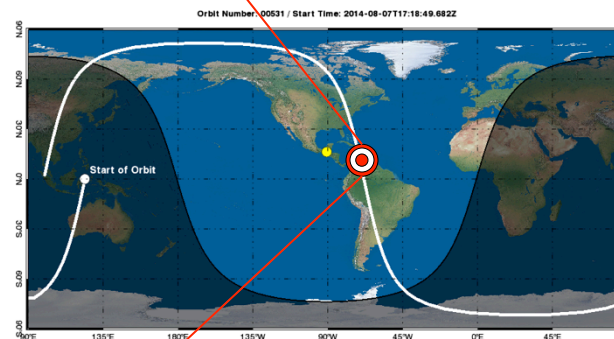 Orbit Number: 00531 / Start Time: 2014-08-07T17:18:49.682Z
90°N
60°N
30°N
Start of Orbit
0°N
30°S
60°S
90°S
90°E 135°E 180°E 135°W 90°W 45°W 0°E 45°E